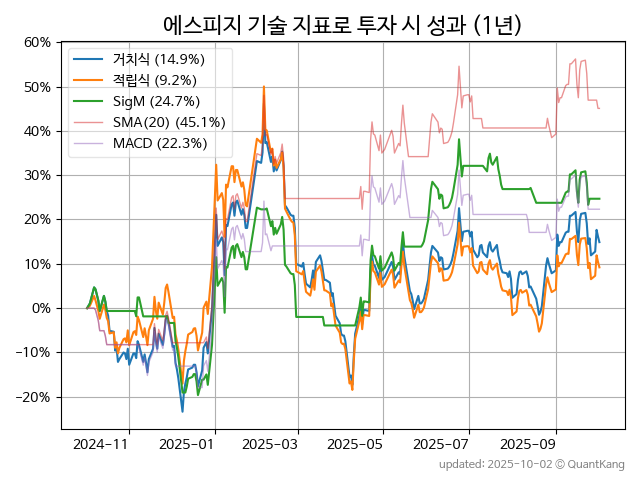 에스피지 기술 지표로 투자 시 성과 (1년)
60%
50%
40%
30%
20%
10%
0%
−10%
−20%
거치식 (14.9%)
적립식 (9.2%)
SigM (24.7%)
SMA(20) (45.1%)
MACD (22.3%)
2024-11
2025-01
2025-03
2025-05
2025-07
2025-09
updated: 2025-10-02 © QuantKang